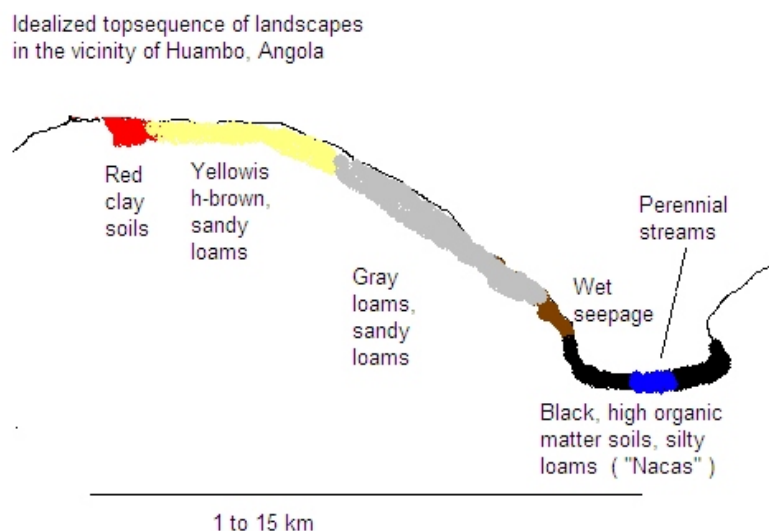 Idealized topsequence of landscapes
in the vicinity of Huambo, Angola
Red
clay
soils
Yellowis
h-brown,
sandy
loams
Gray
loams,
sandy
loams
Wet
seepage
Perennial
streams
Black, high organic
matter soils, silty
loams ( "Nacas" )
1 to 15 km